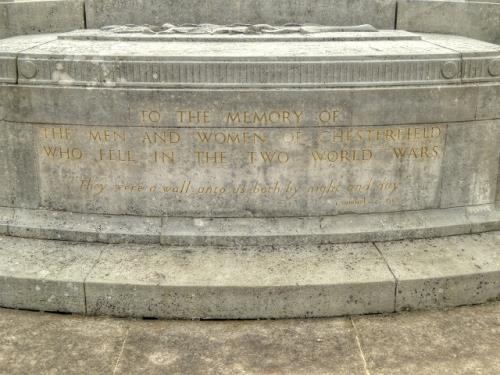 TO THE MEMORY OF
THE MEN AND WOMEN OF CHESTERFIELD
WHO FELL IN THE TWO WORLD WARS
"They were a wall unto us both by night and day